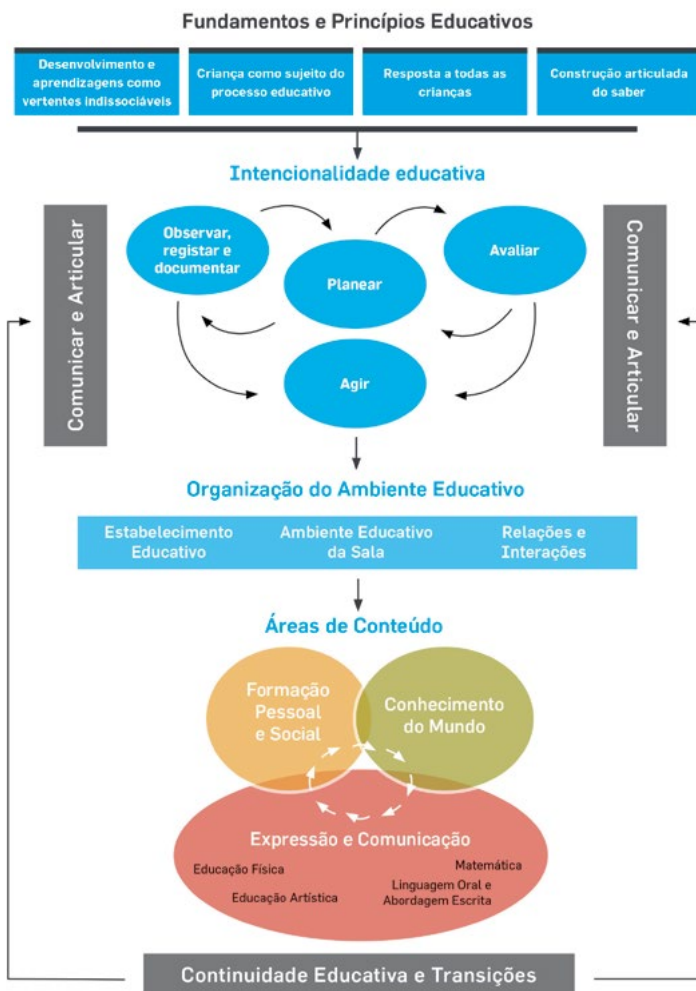 Fundamentos e Princípios Educativos
Desenvolvimento e
aprendizagens como
vertentes indissociáveis
Criança como sujeito do
processo educativo
Resposta a todas as
crianças
Construção articulada
do saber
Intencionalidade educativa
Comunicar e Articular
Observar,
registar e
documentar
Planear
Avaliar
Agir
Comunicar e Articular
Organização do Ambiente Educativo
Estabelecimento
Educativo
Ambiente Educativo
da Sala
Relações e
Interações
Áreas de Conteúdo
Formação
Pessoal
e Social
Conhecimento
do Mundo
Expressão e Comunicação
Educação Física
Educação Artística
Matemática
Linguagem Oral e
Abordagem Escrita
Continuidade Educativa e Transições